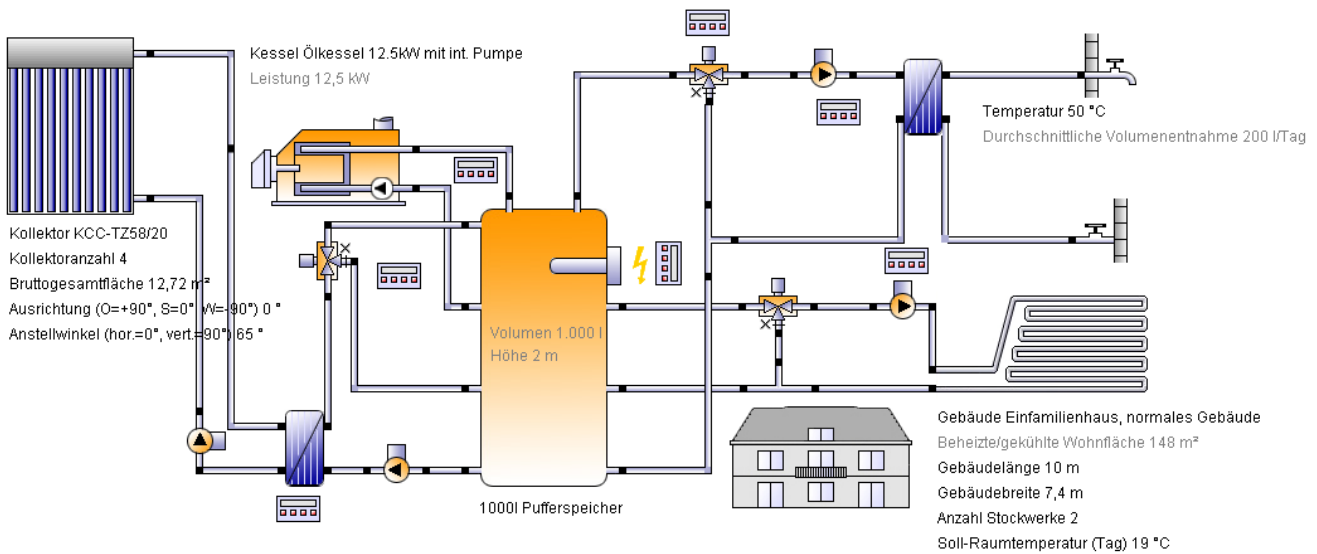 Kessel Ölkessel 12.5kW mit int. Pumpe
Leistung 12,5 kW
Temperatur 50 °C
Durchschnittliche Volumenentnahme 200 l/Tag
Kollektor KCC-TZ58/20
Kollektoranzahl 4
Bruttogesamtfläche 12,72 m²
Ausrichtung (O=+90°, S=0°, W=-90°) 0 °
Anstellwinkel (hor.=0°, vert.=90°) 65 °
Volumen 1.000 l
Höhe 2 m
1000l Pufferspeicher
Gebäude Einfamilienhaus, normales Gebäude
Beheizte/gekühlte Wohnfläche 148 m²
Gebäudelänge 10 m
Gebäudebreite 7,4 m
Anzahl Stockwerke 2
Soll-Raumtemperatur (Tag) 19 °C